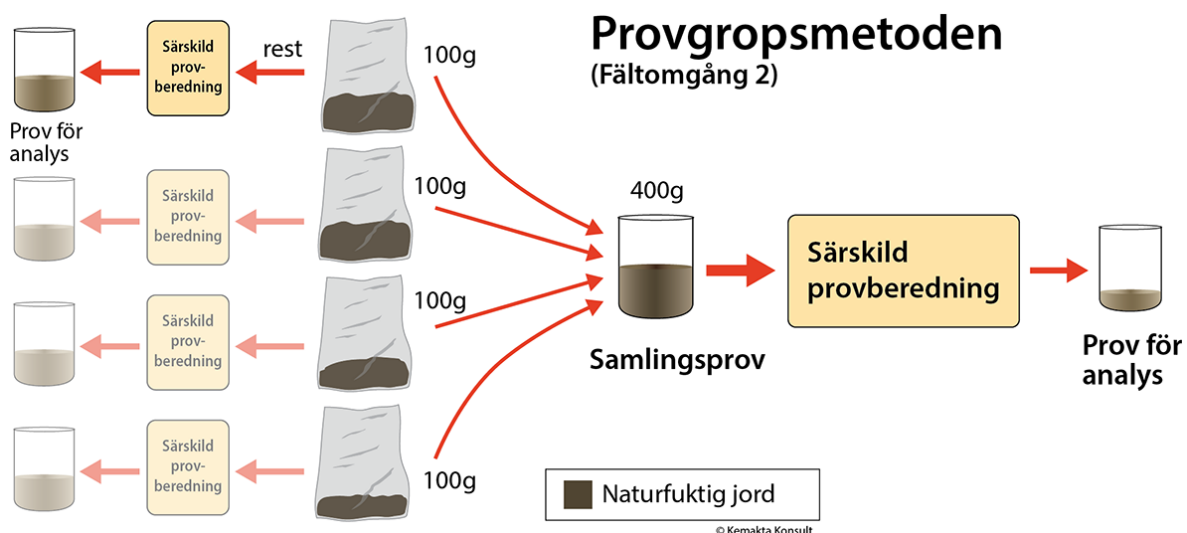 Provgropsmetoden
(Fältomgång 2)
Särskild
prov-
beredning
rest
100g
Prov för
analys
Särskild
prov-
beredning
100g
400g
Särskild
provberedning
Samlingsprov
Prov för
analys
Särskild
prov-
beredning
100g
Särskild
prov-
beredning
100g
Naturfuktig jord
© Kemakta Konsult